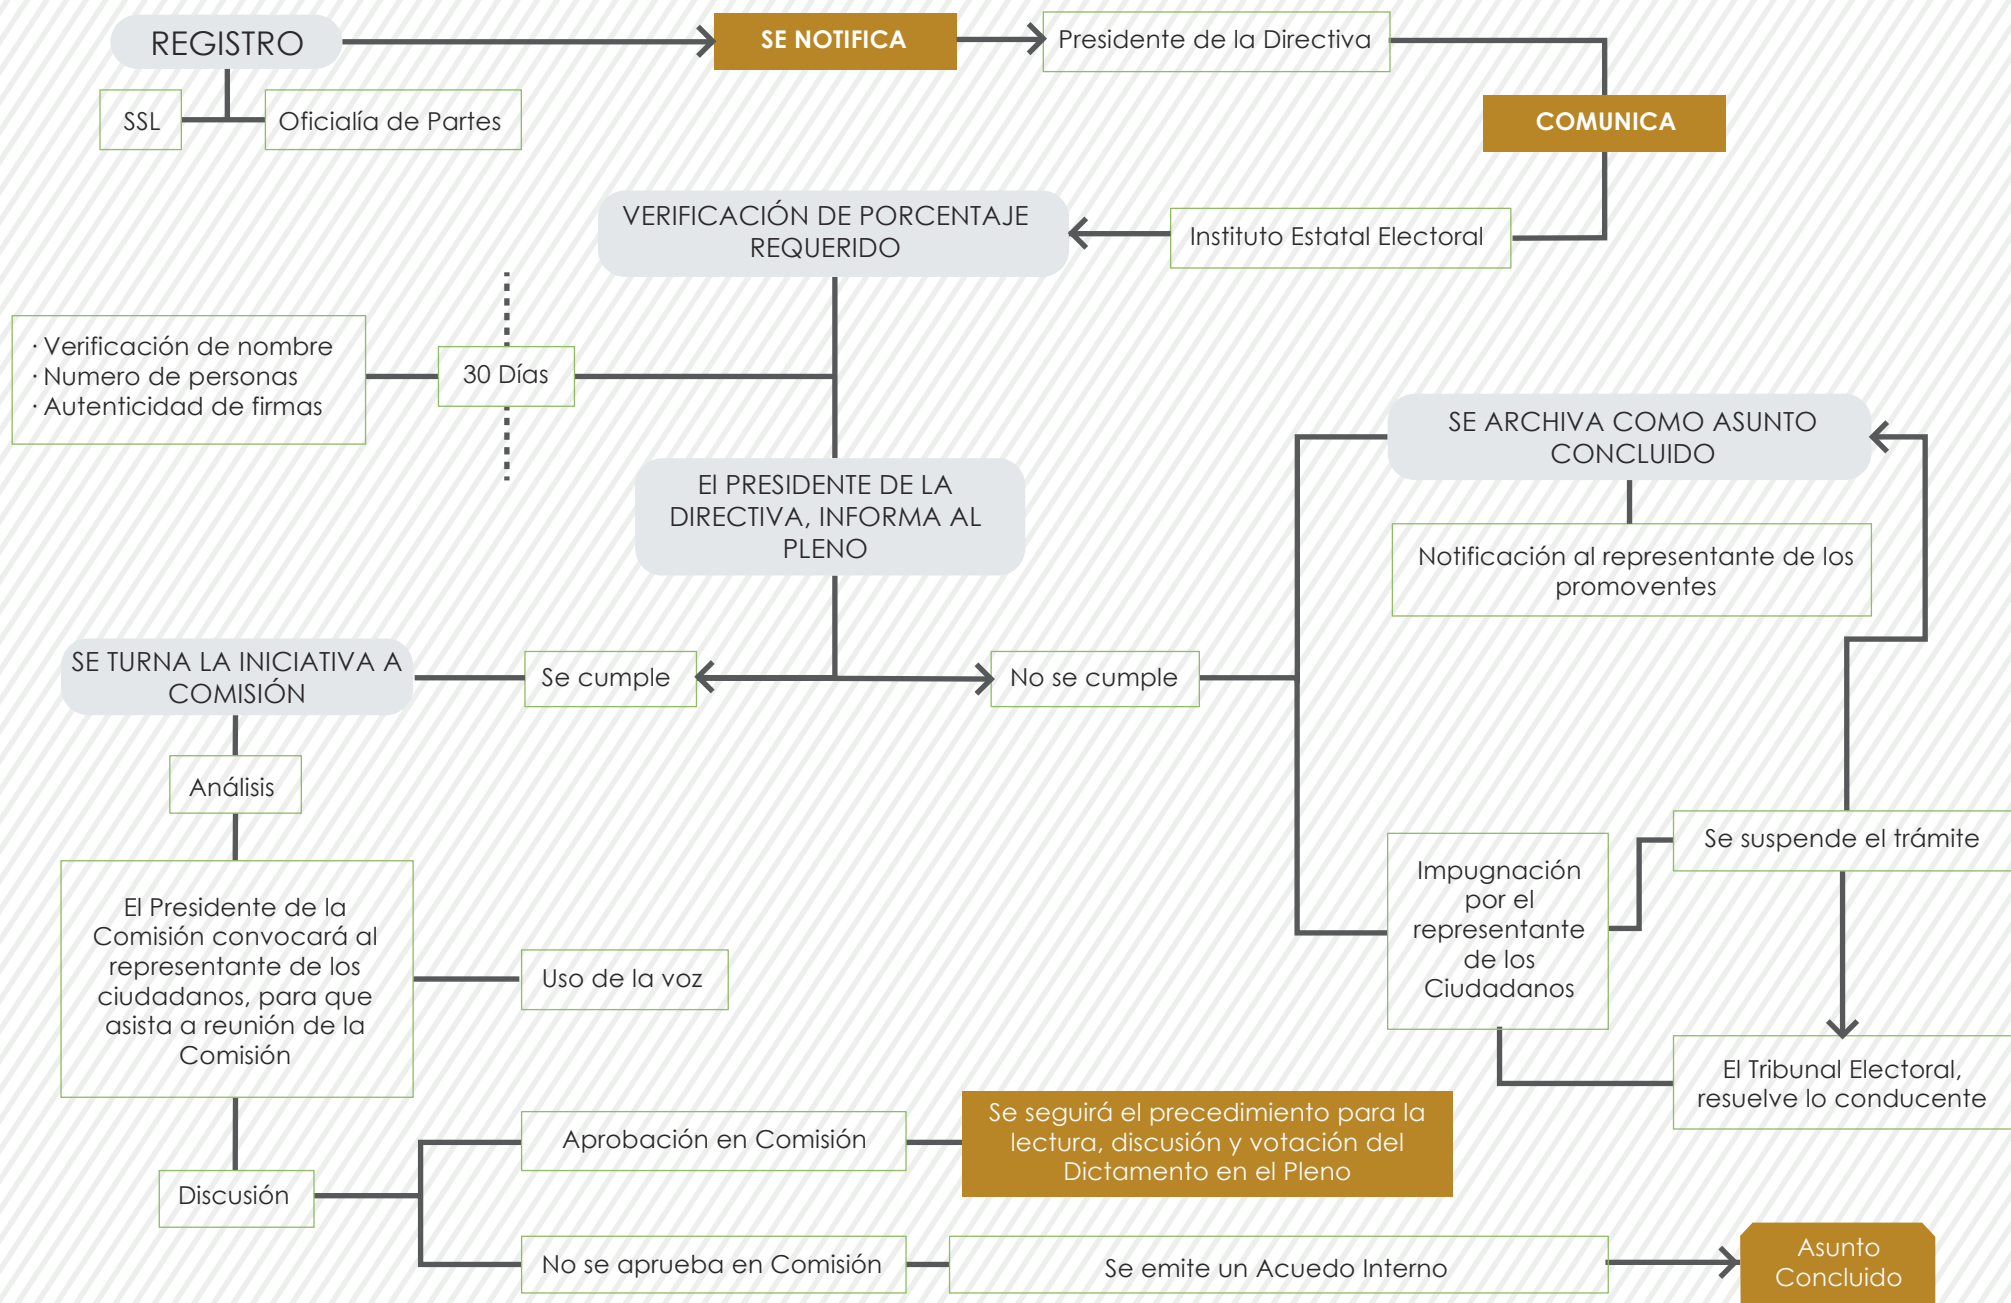 REGISTRO
SE NOTIFICA
Presidente de la Directiva
SSL
Oficialía de Partes
COMUNICA
VERIFICACIÓN DE PORCENTAJE
REQUERIDO
Instituto Estatal Electoral
· Verificación de nombre
· Numero de personas
· Autenticidad de firmas
30 Días
SE ARCHIVA COMO ASUNTO
CONCLUIDO
El PRESIDENTE DE LA
DIRECTIVA, INFORMA AL
PLENO
Notificación al representante de los
promoventes
SE TURNA LA INICIATIVA A
COMISIÓN
Se cumple
No se cumple
Análisis
Se suspende el trámite
Impugnación
por el
representante
de los
Ciudadanos
El Presidente de la
Comisión convocará al
representante de los
ciudadanos, para que
asista a reunión de la
Comisión
Uso de la voz
El Tribunal Electoral,
resuelve lo conducente
Aprobación en Comisión
Se seguirá el precedimiento para la
lectura, discusión y votación del
Dictamento en el Pleno
Discusión
No se aprueba en Comisión
Se emite un Acuedo Interno
Asunto
Concluido